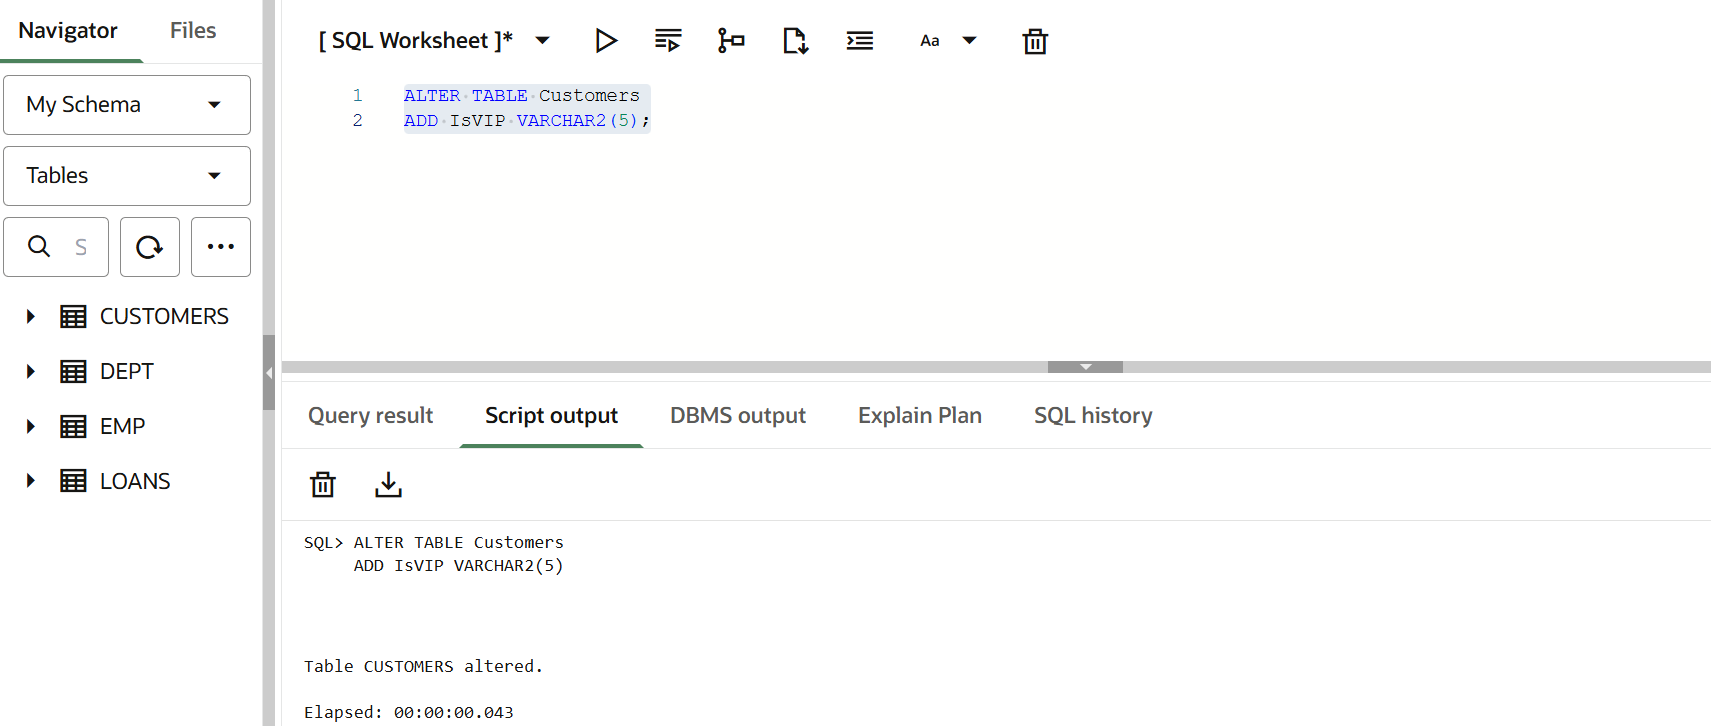 Navigator Files
My Schema
Tables
S
CUSTOMERS
DEPT
EMP
LOANS
[ SQL Worksheet ]* Aa
1 ALTER TABLE Customers
2 ADD IsVIP VARCHAR2(5);
Query result Script output DBMS output Explain Plan SQL history
SQL> ALTER TABLE Customers
ADD IsVIP VARCHAR2(5)
Table CUSTOMERS altered.
Elapsed: 00:00:00.043